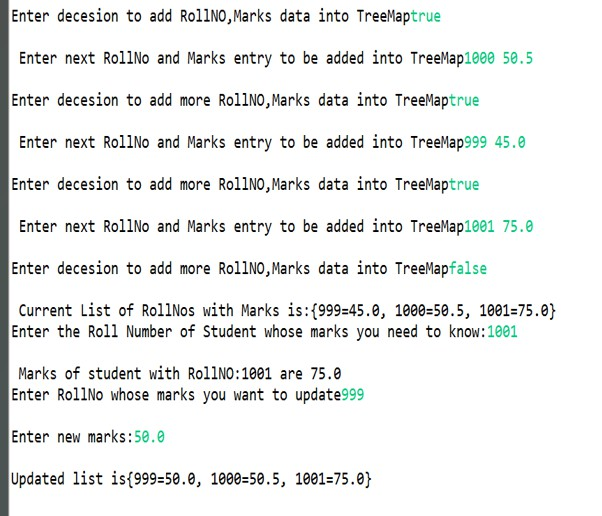 Enter decesion to add RollNO,Marks data into TreeMaptrue
Enter next RollNo and Marks entry to be added into TreeMap1000 50.5
Enter decesion to add more RollNO,Marks data into TreeMaptrue
Enter next RollNo and Marks entry to be added into TreeMap999 45.0
Enter decesion to add more RollNO,Marks data into TreeMaptrue
Enter next RollNo and Marks entry to be added into TreeMap1001 75.0
Enter decesion to add more RollNO,Marks data into TreeMapfalse
Current List of RollNos with Marks is:{999=45.0, 1000=50.5, 1001=75.0}
Enter the Roll Number of Student whose marks you need to know:1001
Marks of student with RollNO:1001 are 75.0
Enter RollNo whose marks you want to update999
Enter new marks:50.0
Updated list is{999=50.0, 1000=50.5, 1001=75.0}